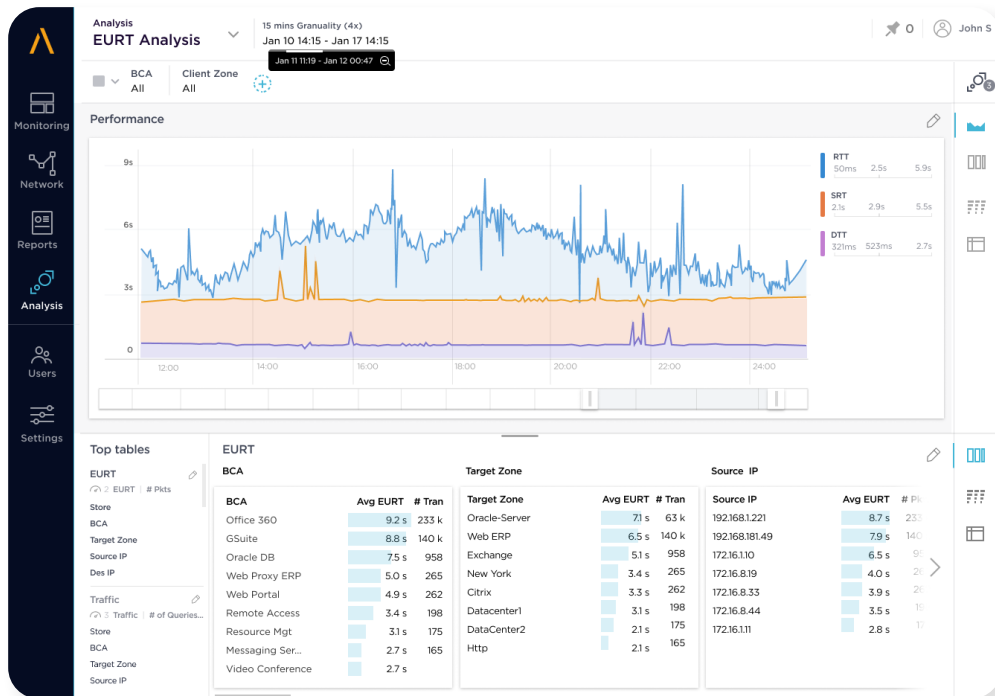 Analysis
EURT Analysis
15 mins Granuality (4x)
Jan 10 14:15 - Jan 17 14:15
Jan 11 11:19 - Jan 12 00:47
0
John S
Monitoring
Network
Reports
Analysis
Users
Settings
BCA
All
Client Zone
All
3
Performance
9s
6s
3s
0
12:00 14:00 16:00 18:00 20:00 22:00 24:00
RTT
50ms 2.5s 5.9s
SRT
2.1s 2.9s 5.5s
DTT
321ms 523ms 2.7s
Top tables
EURT
2 EURT # Pkts
Store
BCA
Target Zone
Source IP
Des IP
Traffic
3 Traffic # of Queries...
Store
BCA
Target Zone
Source IP
EURT
BCA
BCA Avg EURT # Tran
Office 360 9.2 s 233 k
GSuite 8.8 s 140 k
Oracle DB 7.5 s 958
Web Proxy ERP 5.0 s 265
Web Portal 4.9 s 262
Remote Access 3.4 s 198
Resource Mgt 3.1 s 175
Messaging Ser... 2.7 s 165
Video Conference 2.7 s
Target Zone
Target Zone Avg EURT # Tran
Oracle-Server 7.1 s 63 k
Web ERP 6.5 s 140 k
Exchange 5.1 s 958
New York 3.4 s 265
Citrix 3.3 s 262
Datacenter1 3.1 s 198
DataCenter2 2.1 s 175
Http 2.1 s 165
Source IP
Source IP Avg EURT
192.168.1.221 8.7 s
192.168.181.49 7.9 s
172.16.1.10 6.5 s
172.16.8.19 4.0 s
172.16.8.33 3.9 s
172.16.8.44 3.5 s
172.16.1.11 2.8 s